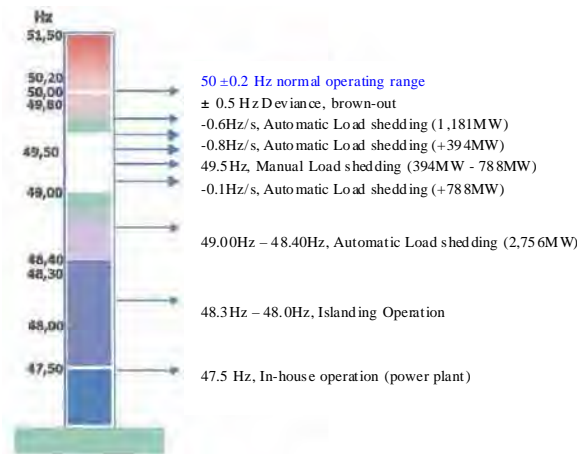 Hz
51,50
50,20
50,00
49,80
49,50
49,00
48,40
48,30
48,00
47,50
50 ±0.2 Hz normal operating range
± 0.5 Hz Deviance, brown-out
-0.6Hz/s, Automatic Load shedding (1,181MW)
-0.8Hz/s, Automatic Load shedding (+394MW)
49.5Hz, Manual Load shedding (394MW - 788MW)
-0.1Hz/s, Automatic Load shedding (+788MW)
49.00Hz – 48.40Hz, Automatic Load shedding (2,756MW)
48.3Hz – 48.0Hz, Islanding Operation
47.5 Hz, In-house operation (power plant)